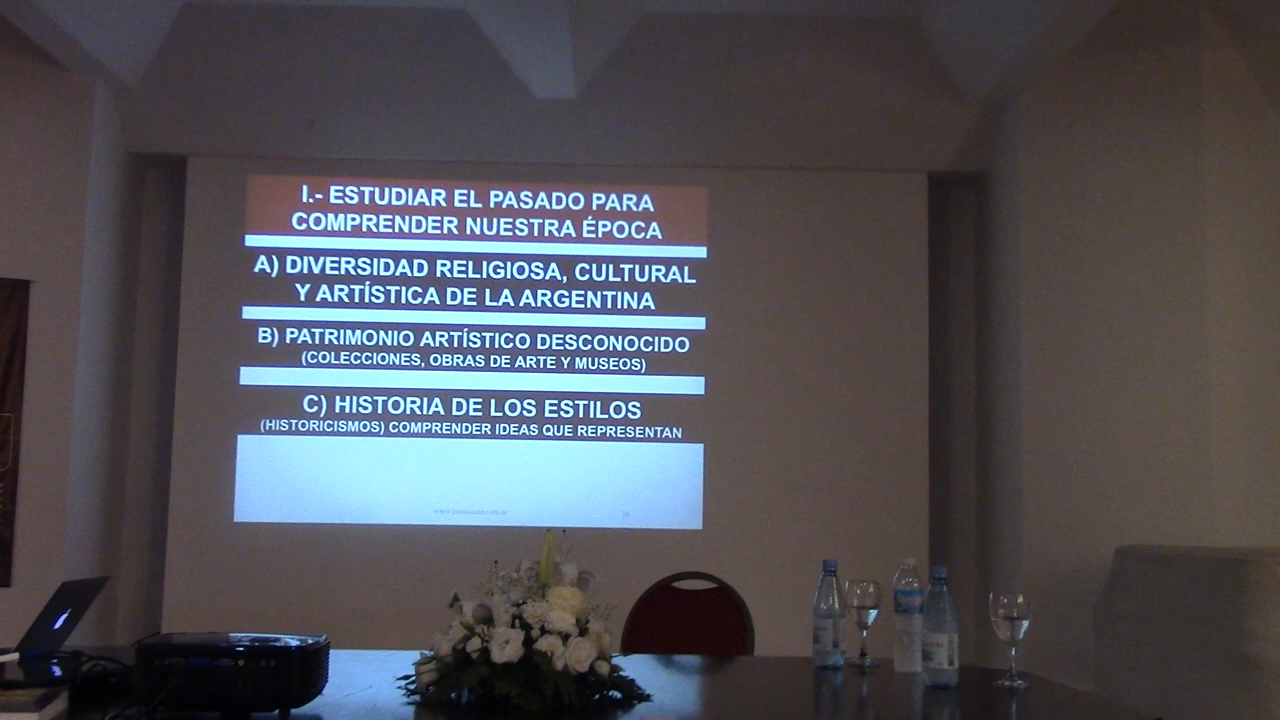 I.- ESTUDIAR EL PASADO PARA
COMPRENDER NUESTRA ÉPOCA
A) DIVERSIDAD RELIGIOSA, CULTURAL
Y ARTÍSTICA DE LA ARGENTINA
B) PATRIMONIO ARTÍSTICO DESCONOCIDO
(COLECCIONES, OBRAS DE ARTE Y MUSEOS)
C) HISTORIA DE LOS ESTILOS
(HISTORICISMOS) COMPRENDER IDEAS QUE REPRESENTAN